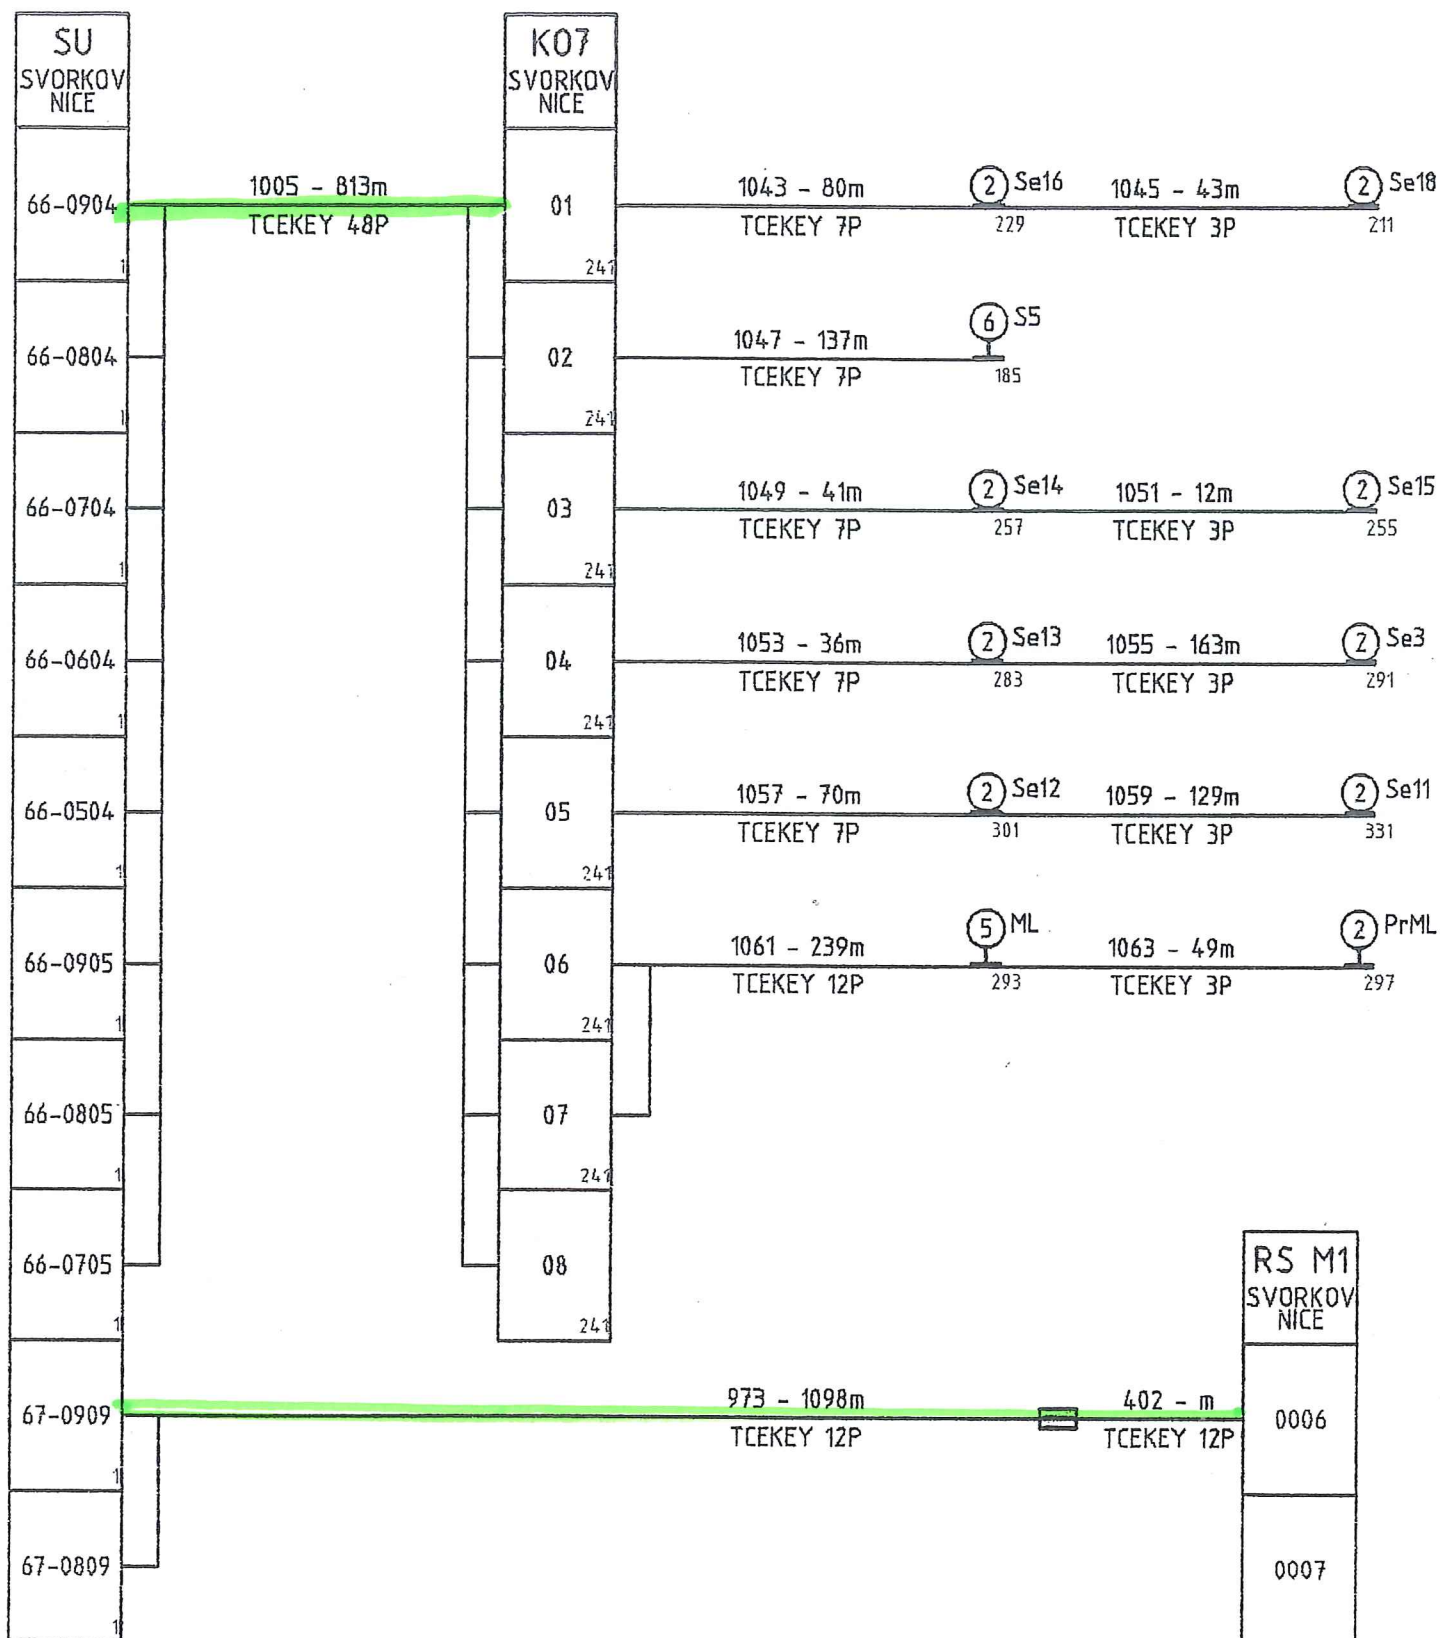 SU
SVORKOV
NICE
K07
SVORKOV
NICE
66-0904
1
1005 - 813m
TCEKEY 48P
01
241
1043 - 80m
TCEKEY 7P
2
Se16
229
1045 - 43m
TCEKEY 3P
2
Se18
211
66-0804
1
02
241
1047 - 137m
TCEKEY 7P
6
S5
185
66-0704
1
03
241
1049 - 41m
TCEKEY 7P
2
Se14
257
1051 - 12m
TCEKEY 3P
2
Se15
255
66-0604
1
04
241
1053 - 36m
TCEKEY 7P
2
Se13
283
1055 - 163m
TCEKEY 3P
2
Se3
291
66-0504
1
05
241
1057 - 70m
TCEKEY 7P
2
Se12
301
1059 - 129m
TCEKEY 3P
2
Se11
331
66-0905
1
06
241
1061 - 239m
TCEKEY 12P
5
ML
293
1063 - 49m
TCEKEY 3P
2
PrML
297
66-0805
1
07
241
66-0705
1
08
241
RS M1
SVORKOV
NICE
67-0909
1
973 - 1098m
TCEKEY 12P
402 - m
TCEKEY 12P
0006
67-0809
1
0007